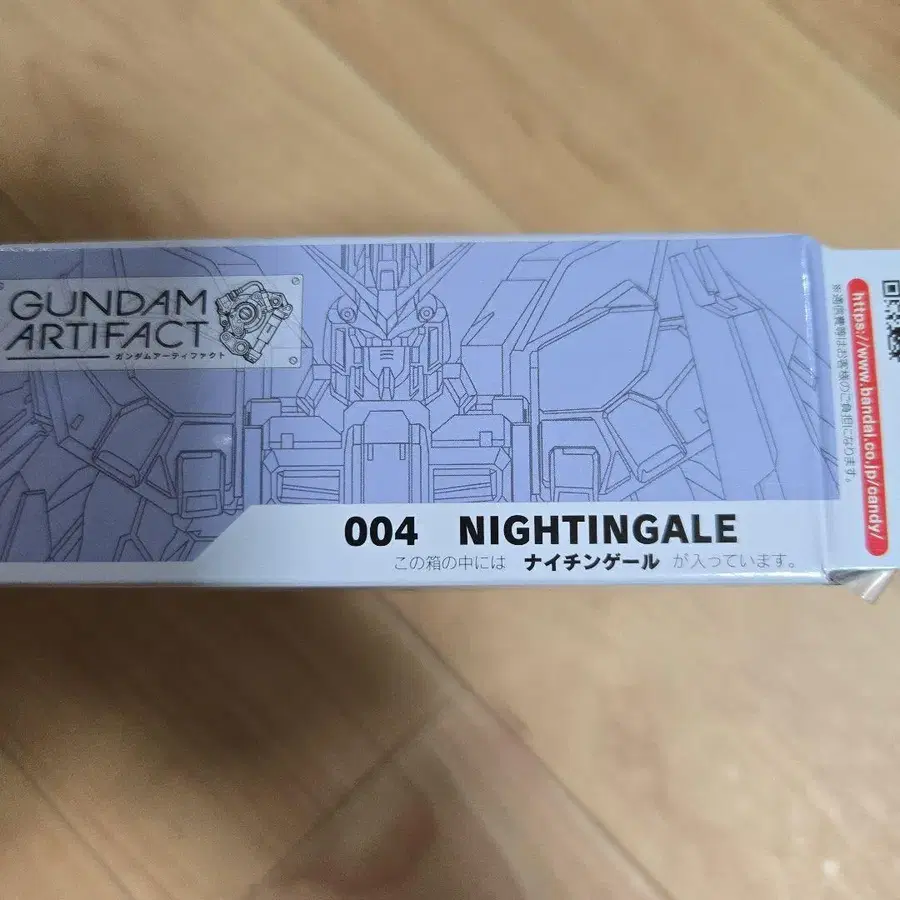 GUNDAM
ARTIFACT
ガンダムアーティファクト
004 NIGHTINGALE
この箱の中には ナイチンゲール が入っています。
https://www.bandai.co.jp/candy/
※通信費等はお客様のご負担になります。